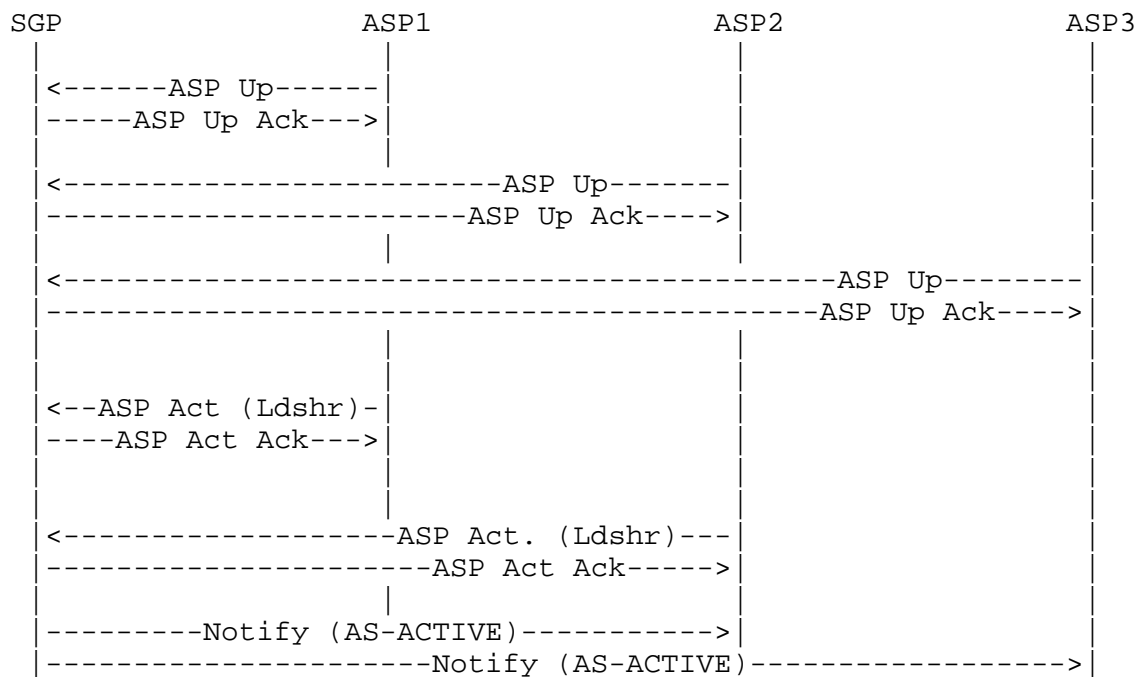 SGP ASP1 ASP2 ASP3
<------ASP Up------|
|-----ASP Up Ack--->|
|<-------------------------ASP Up-------|
|------------------------ASP Up Ack---->|
|<--------------------------------------------ASP Up--------|
|--------------------------------------------ASP Up Ack---->|
|<--ASP Act (Ldshr)-|
|----ASP Act Ack--->|
|<-------------------ASP Act. (Ldshr)---|
|----------------------ASP Act Ack----->|
|---------Notify (AS-ACTIVE)----------->|
|----------------------Notify (AS-ACTIVE)------------------>|